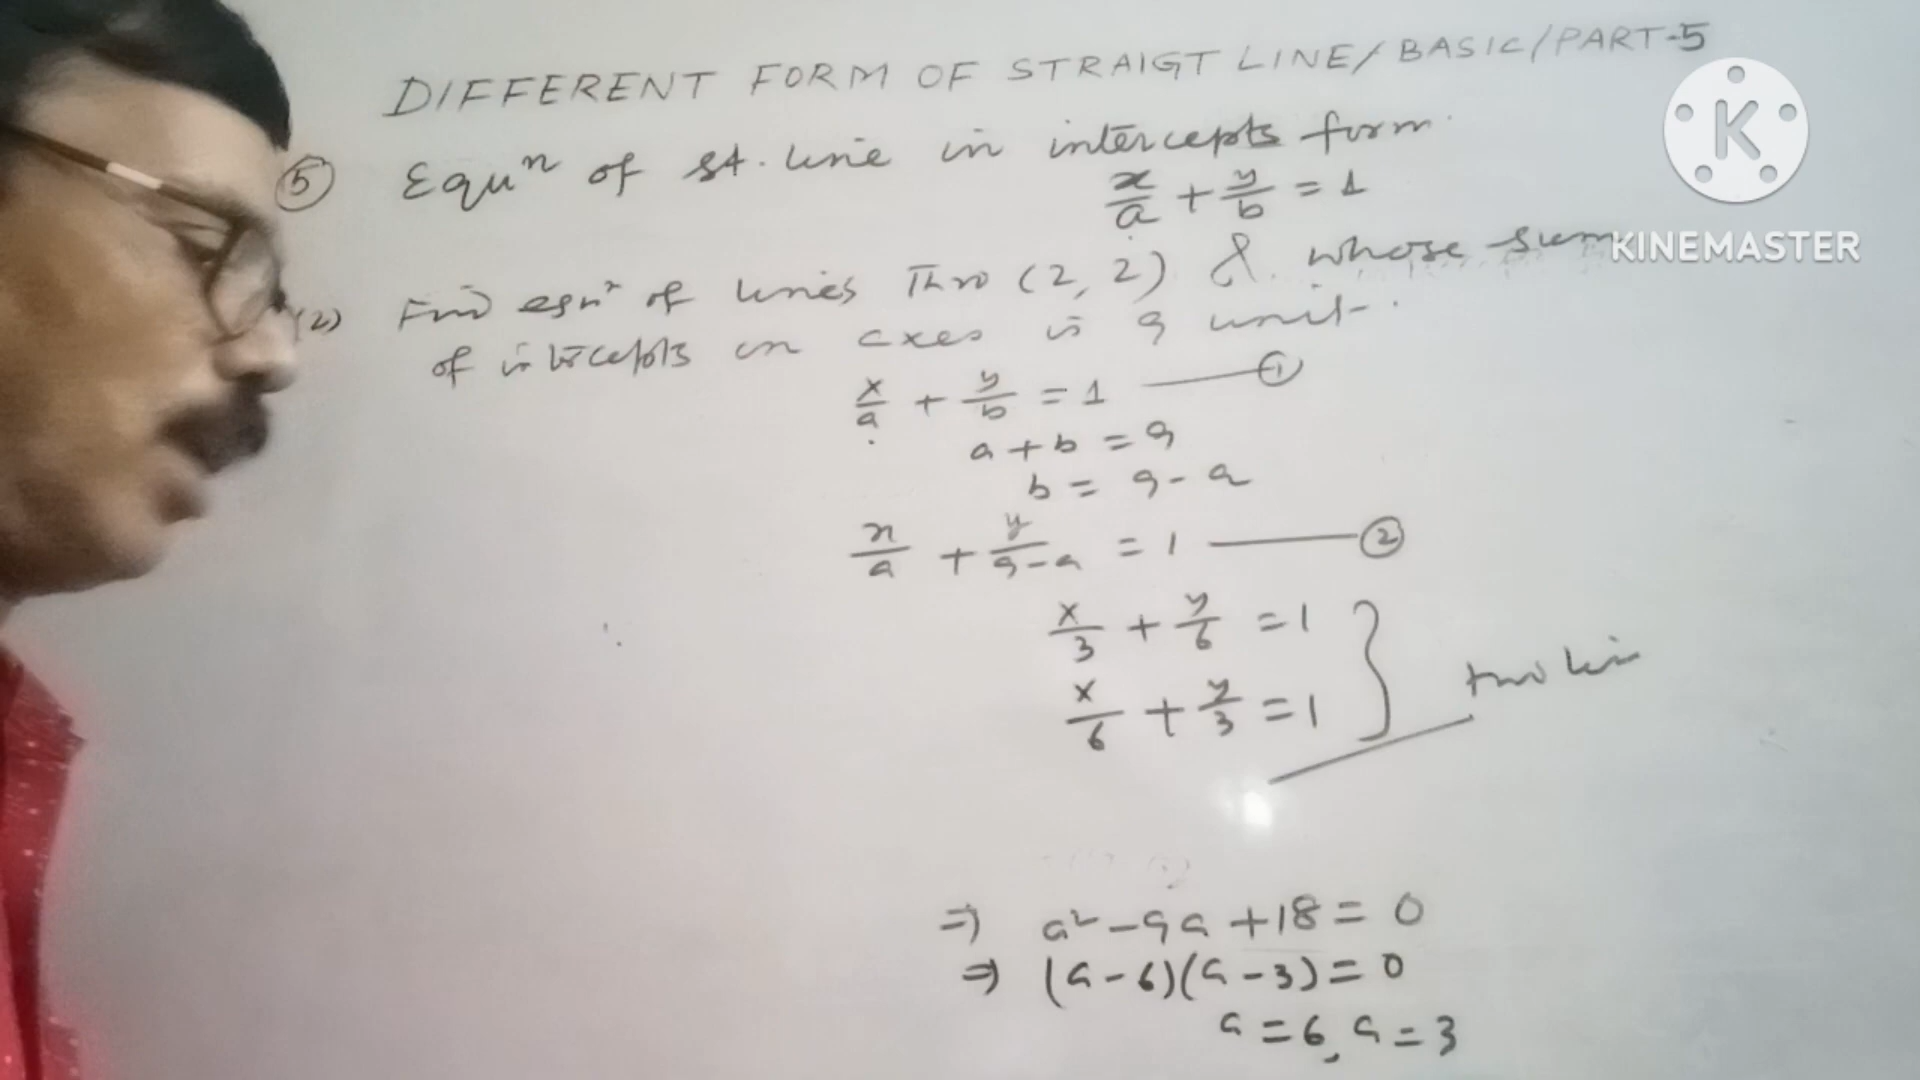 DIFFERENT FORM OF STRAIGT LINE/BASIC/PART-5
⑤ Equⁿ of st. line in intercepts form.
x/a + y/b = 1
KINEMASTER
(2) Find eqnⁿ of lines Thro (2, 2) & whose sum
of intercepts on axes is 9 unit.
x/a + y/b = 1 —— ①
a + b = 9
b = 9 - a
x/a + y/9-a = 1 —— ②
x/3 + y/6 = 1
x/6 + y/3 = 1 } two
⇒ a² - 9a + 18 = 0
⇒ (a - 6)(a - 3) = 0
a = 6, a = 3